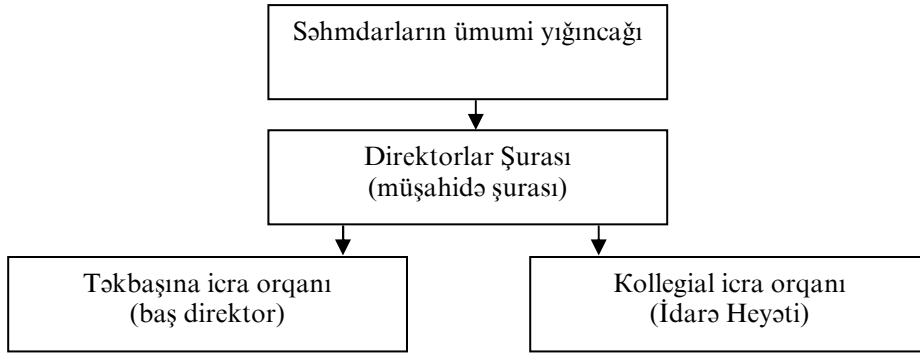 Səhmdarların ümumi yığıncağı
Direktorlar Şurası
(müşahidə şurası)
Təkbaşına icra orqanı
(baş direktor)
Kollegial icra orqanı
(İdarə Heyəti)